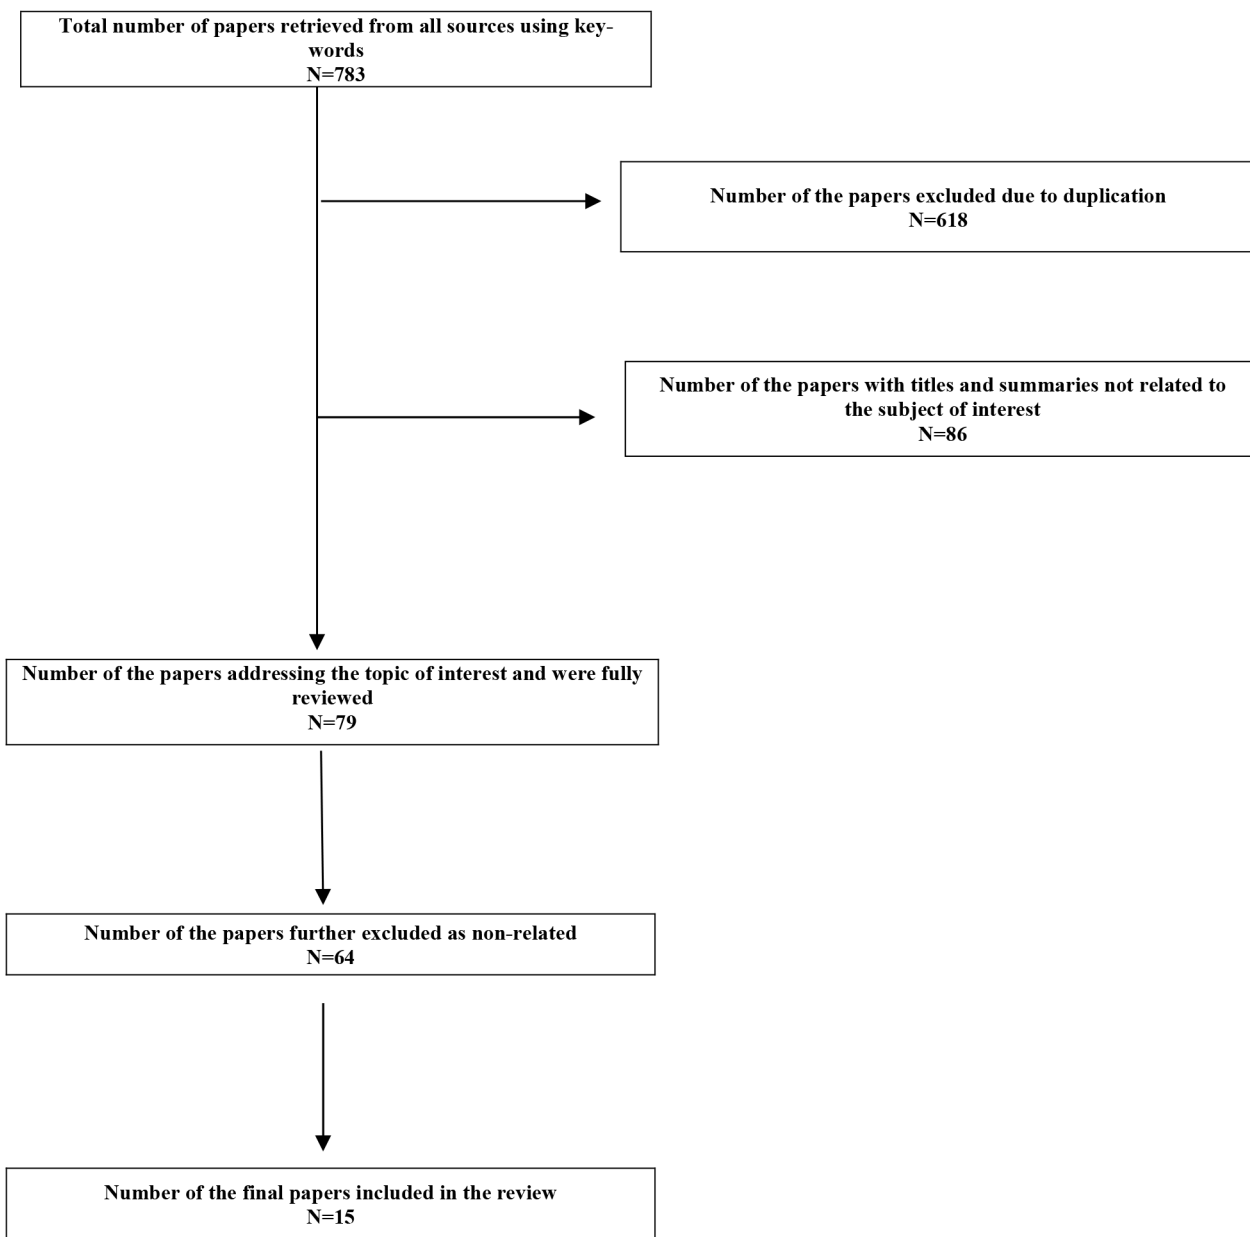 Total number of papers retrieved from all sources using key-
words
N=783
Number of the papers excluded due to duplication
N=618
Number of the papers with titles and summaries not related to
the subject of interest
N=86
Number of the papers addressing the topic of interest and were fully
reviewed
N=79
Number of the papers further excluded as non-related
N=64
Number of the final papers included in the review
N=15